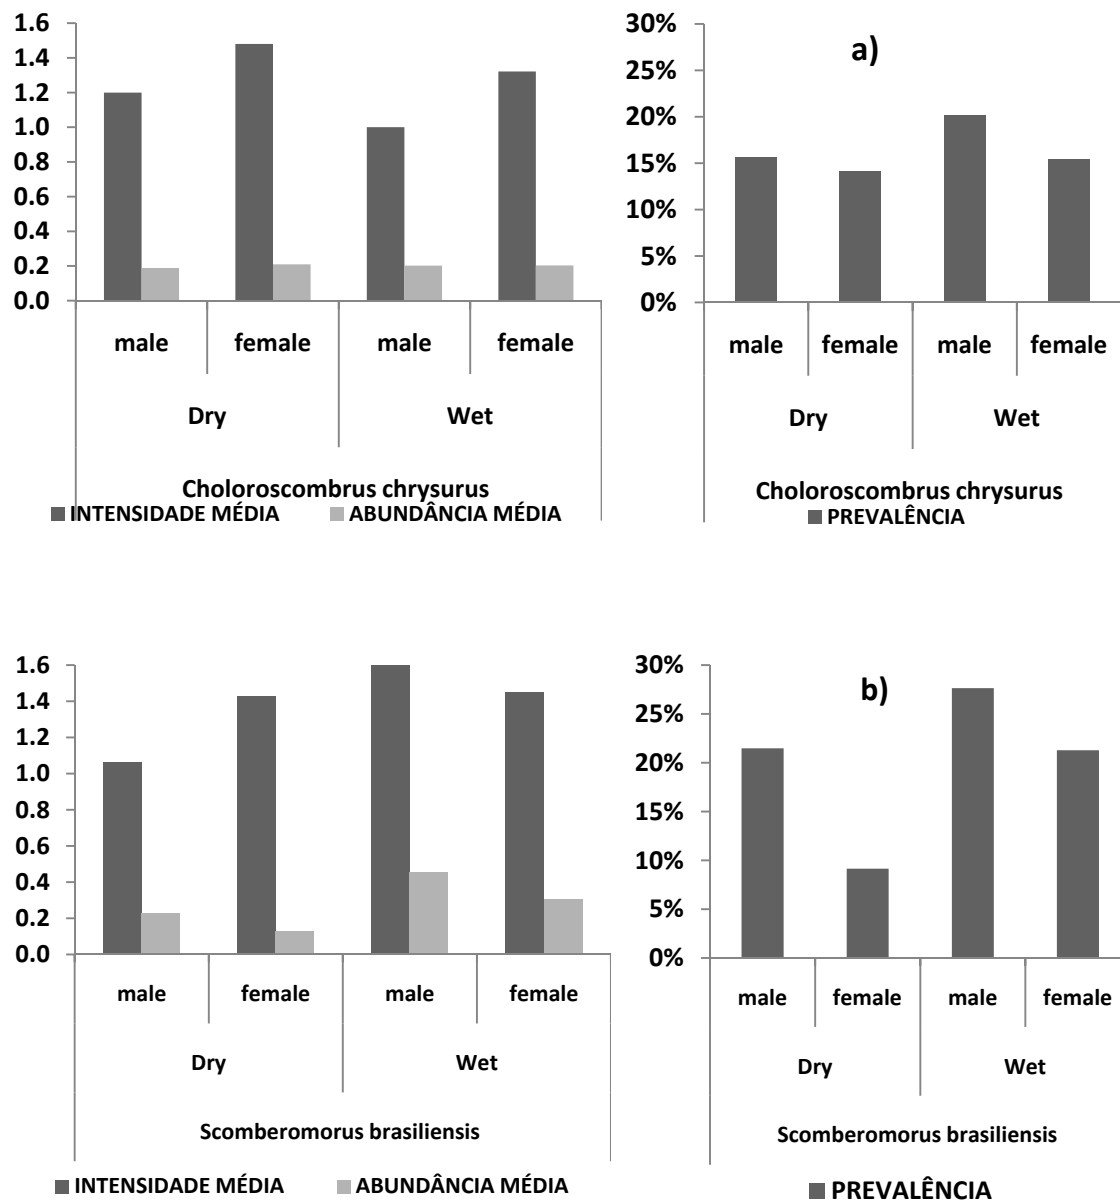 1.6
1.4
1.2
1.0
0.8
0.6
0.4
0.2
0.0
male female male female
Dry Wet
Choloroscombrus chrysurus
INTENSIDADE MÉDIA ABUNDÂNCIA MÉDIA
a)
30%
25%
20%
15%
10%
5%
0%
male female male female
Dry Wet
Choloroscombrus chrysurus
PREVALÊNCIA
1.6
1.4
1.2
1.0
0.8
0.6
0.4
0.2
0.0
male female male female
Dry Wet
Scomberomorus brasiliensis
INTENSIDADE MÉDIA ABUNDÂNCIA MÉDIA
b)
30%
25%
20%
15%
10%
5%
0%
male female male female
Dry Wet
Scomberomorus brasiliensis
PREVALÊNCIA